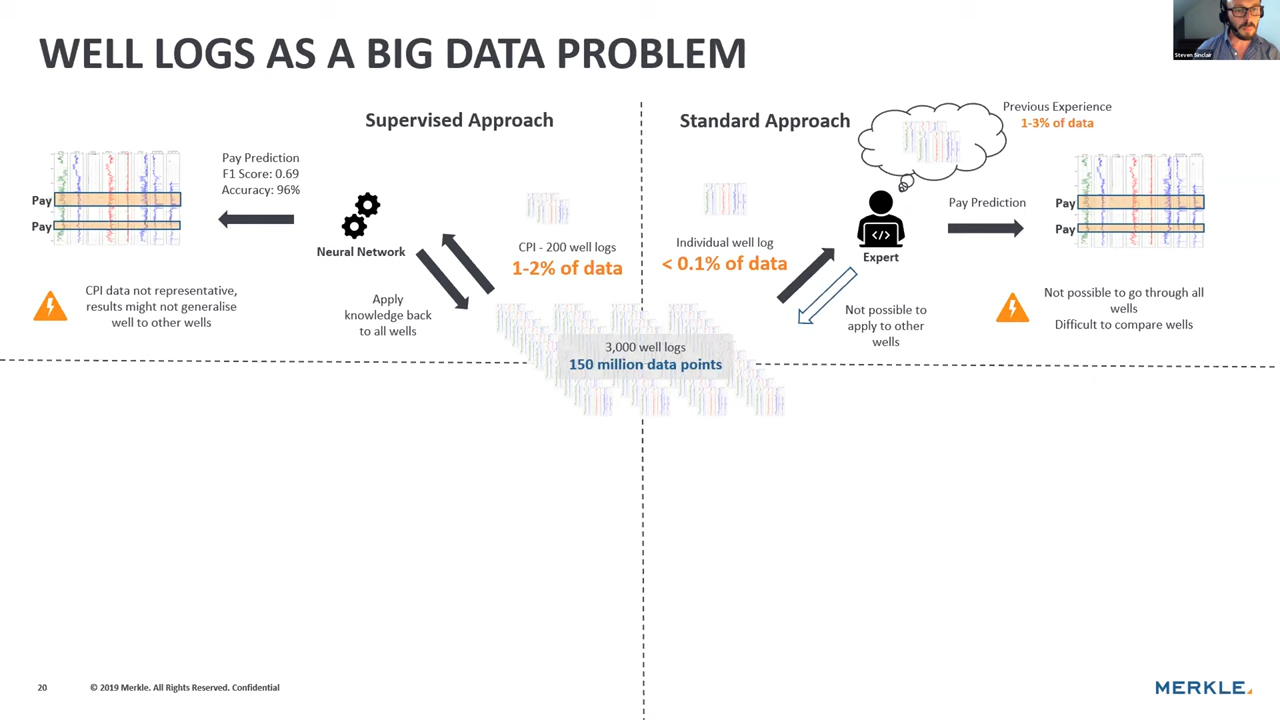 WELL LOGS AS A BIG DATA PROBLEM
Steven Sinclair
Supervised Approach
Pay Prediction
F1 Score: 0.69
Accuracy: 96%
Pay
Pay
Neural Network
CPI - 200 well logs
1-2% of data
CPI data not representative,
results might not generalise
well to other wells
Apply
knowledge back
to all wells
Standard Approach
Previous Experience
1-3% of data
Individual well log
< 0.1% of data
Expert
Pay Prediction
Pay
Pay
Not possible to
apply to other
wells
Not possible to go through all
wells
Difficult to compare wells
3,000 well logs
150 million data points
20
© 2019 Merkle. All Rights Reserved. Confidential
MERKLE